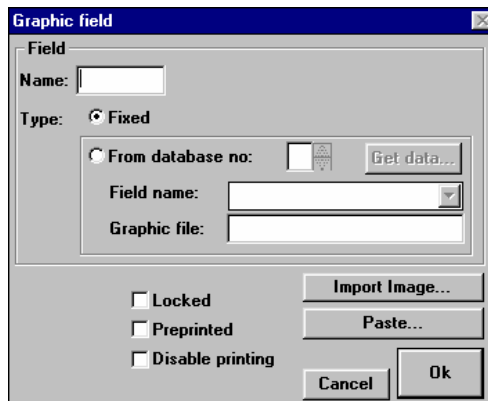 Graphic field
Field
Name:
Type: Fixed
From database no: Get data...
Field name:
Graphic file:
Locked
Preprinted
Disable printing
Import Image...
Paste...
Cancel
Ok